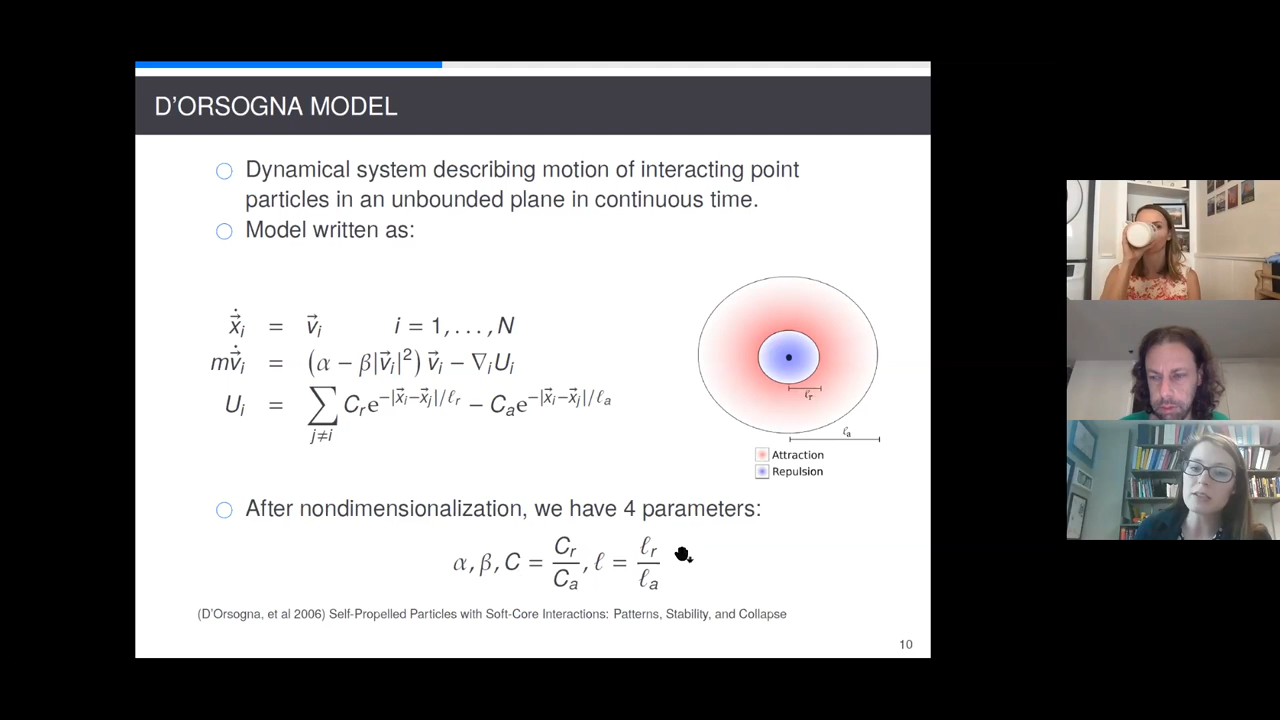 D'ORSOGNA MODEL
Dynamical system describing motion of interacting point
particles in an unbounded plane in continuous time.
Model written as:
ẋ⃗ᵢ = v⃗ᵢ i = 1, . . . , N
mv̇⃗ᵢ = (α − β|v⃗ᵢ|²) v⃗ᵢ − ∇ᵢUᵢ
Uᵢ = ∑_{j≠i} C_r e^{−|x⃗ᵢ−x⃗ⱼ|/ℓ_r} − C_a e^{−|x⃗ᵢ−x⃗ⱼ|/ℓ_a}
ℓ_r
ℓ_a
Attraction
Repulsion
After nondimensionalization, we have 4 parameters:
α, β, C = C_r/C_a, ℓ = ℓ_r/ℓ_a
(D'Orsogna, et al 2006) Self-Propelled Particles with Soft-Core Interactions: Patterns, Stability, and Collapse
10